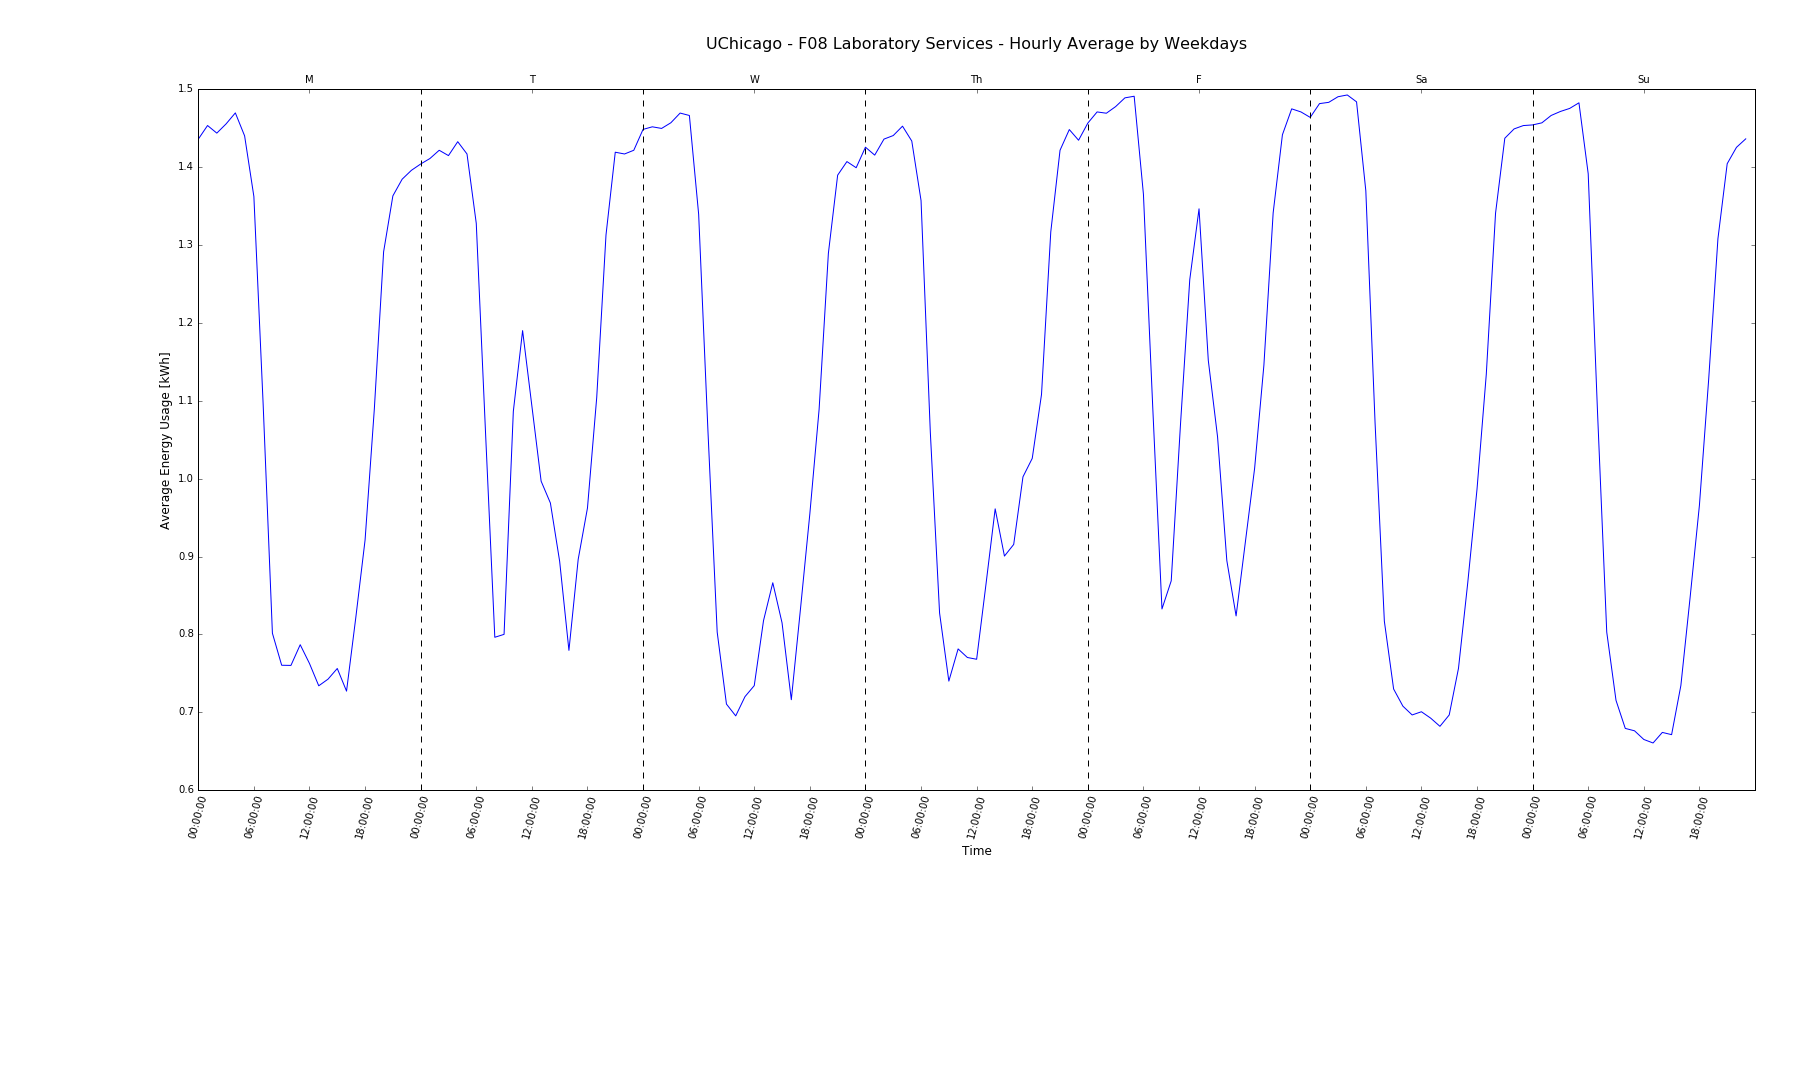 UChicago - F08 Laboratory Services - Hourly Average by Weekdays
M T W Th F Sa Su
1.5
1.4
1.3
1.2
1.1
1.0
0.9
0.8
0.7
0.6
Average Energy Usage [kWh]
00:00:00 06:00:00 12:00:00 18:00:00 00:00:00 06:00:00 12:00:00 18:00:00 00:00:00 06:00:00 12:00:00 18:00:00 00:00:00 06:00:00 12:00:00 18:00:00 00:00:00 06:00:00 12:00:00 18:00:00 00:00:00 06:00:00 12:00:00 18:00:00 00:00:00 06:00:00 12:00:00 18:00:00
Time